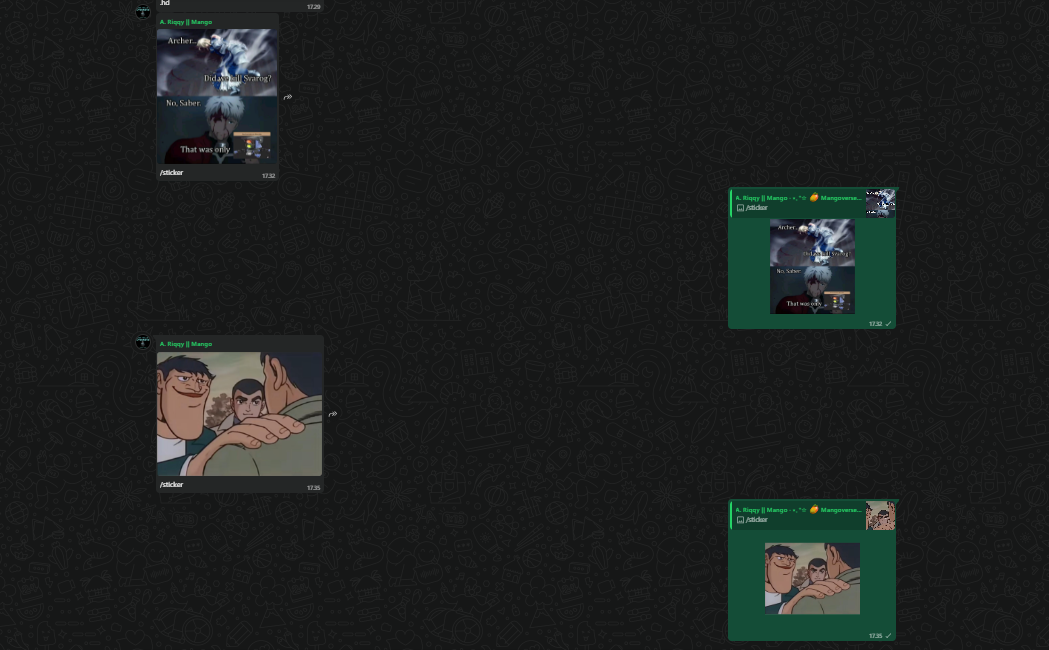 .hd
17.29
A. Riqqy || Mango
Archer...
Did we kill Svarog?
No, Saber.
That was only
/sticker
17.32
A. Riqqy || Mango - ×, "☆ 🥭 Mangoverse...
/sticker
Archer...
Did we kill Svarog?
No, Saber.
That was only
17.32
A. Riqqy || Mango
/sticker
17.35
A. Riqqy || Mango - ×, "☆ 🥭 Mangoverse...
/sticker
17.35